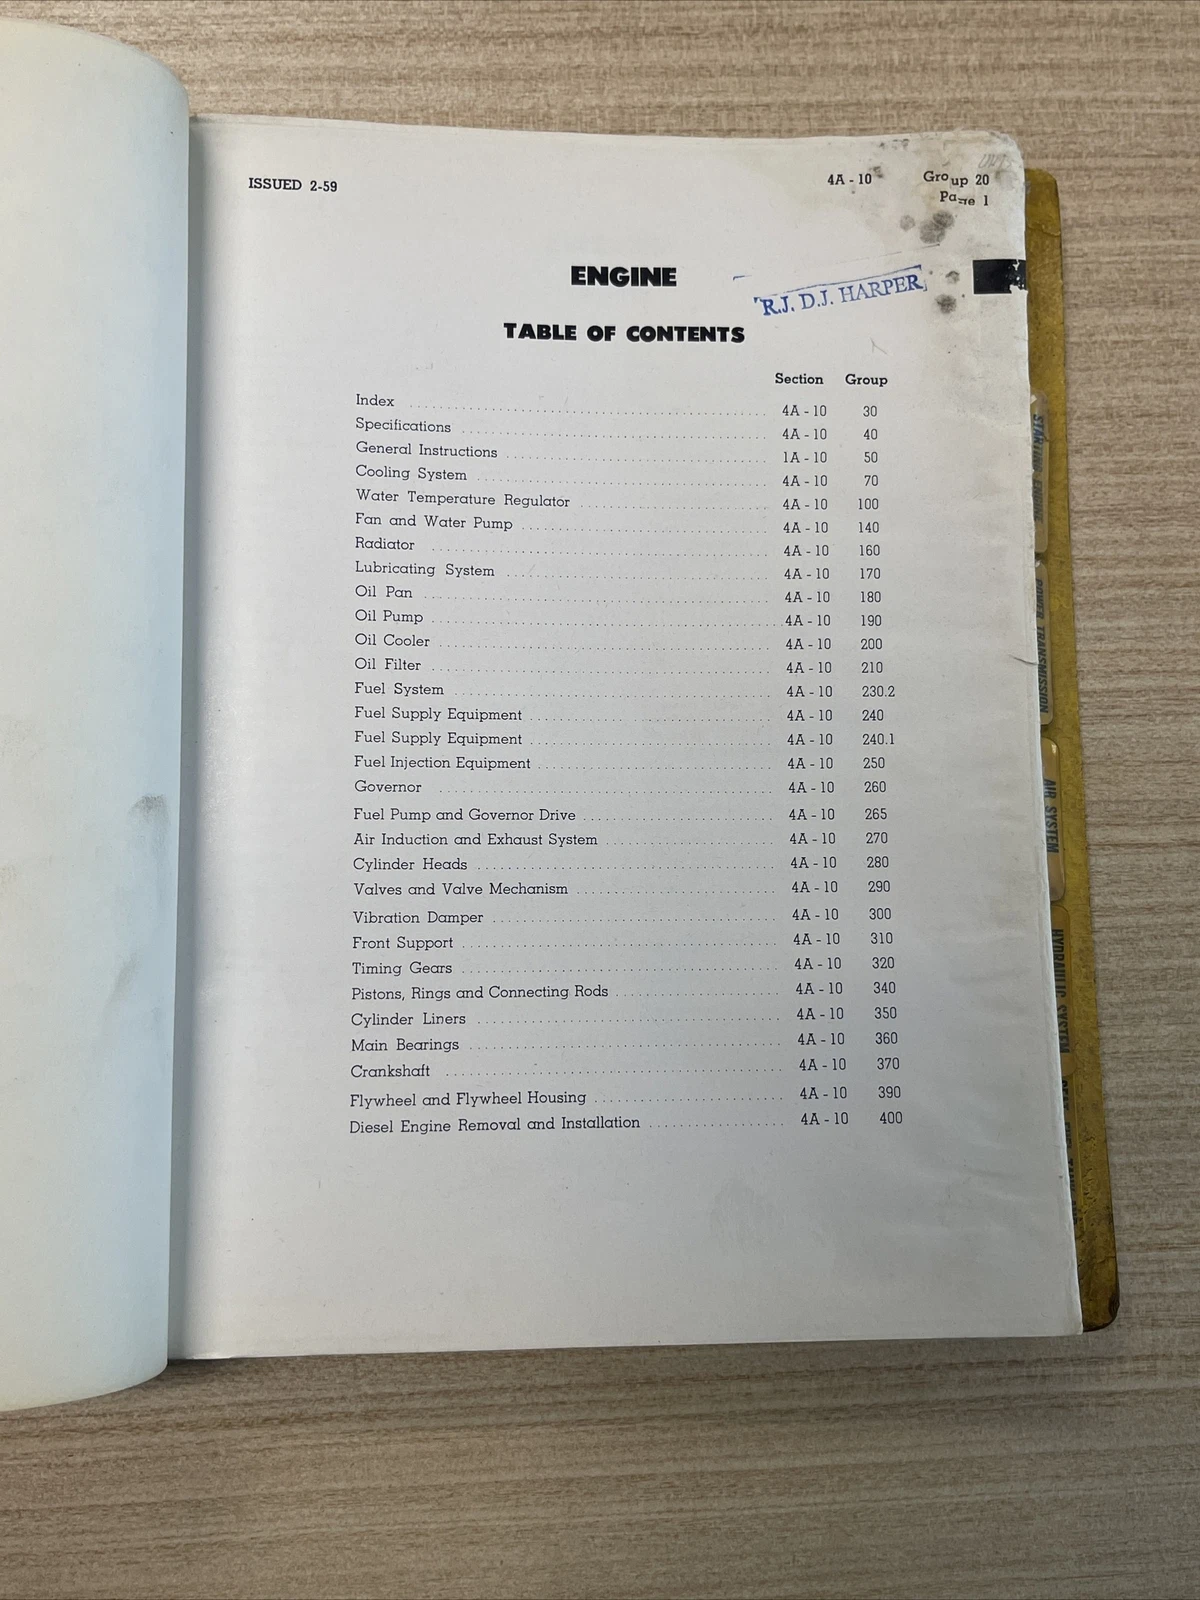 ISSUED 2-59 4A - 10 Group 20
Page 1
ENGINE
R.J. D.J. HARPER
TABLE OF CONTENTS
Section Group
Index 4A - 10 30
Specifications 4A - 10 40
General Instructions 1A - 10 50
Cooling System 4A - 10 70
Water Temperature Regulator 4A - 10 100
Fan and Water Pump 4A - 10 140
Radiator 4A - 10 160
Lubricating System 4A - 10 170
Oil Pan 4A - 10 180
Oil Pump 4A - 10 190
Oil Cooler 4A - 10 200
Oil Filter 4A - 10 210
Fuel System 4A - 10 230.2
Fuel Supply Equipment 4A - 10 240
Fuel Supply Equipment 4A - 10 240.1
Fuel Injection Equipment 4A - 10 250
Governor 4A - 10 260
Fuel Pump and Governor Drive 4A - 10 265
Air Induction and Exhaust System 4A - 10 270
Cylinder Heads 4A - 10 280
Valves and Valve Mechanism 4A - 10 290
Vibration Damper 4A - 10 300
Front Support 4A - 10 310
Timing Gears 4A - 10 320
Pistons, Rings and Connecting Rods 4A - 10 340
Cylinder Liners 4A - 10 350
Main Bearings 4A - 10 360
Crankshaft 4A - 10 370
Flywheel and Flywheel Housing 4A - 10 390
Diesel Engine Removal and Installation 4A - 10 400
STARTING ENGINE
POWER TRANSMISSION
AIR SYSTEM
HYDRAULIC SYSTEM